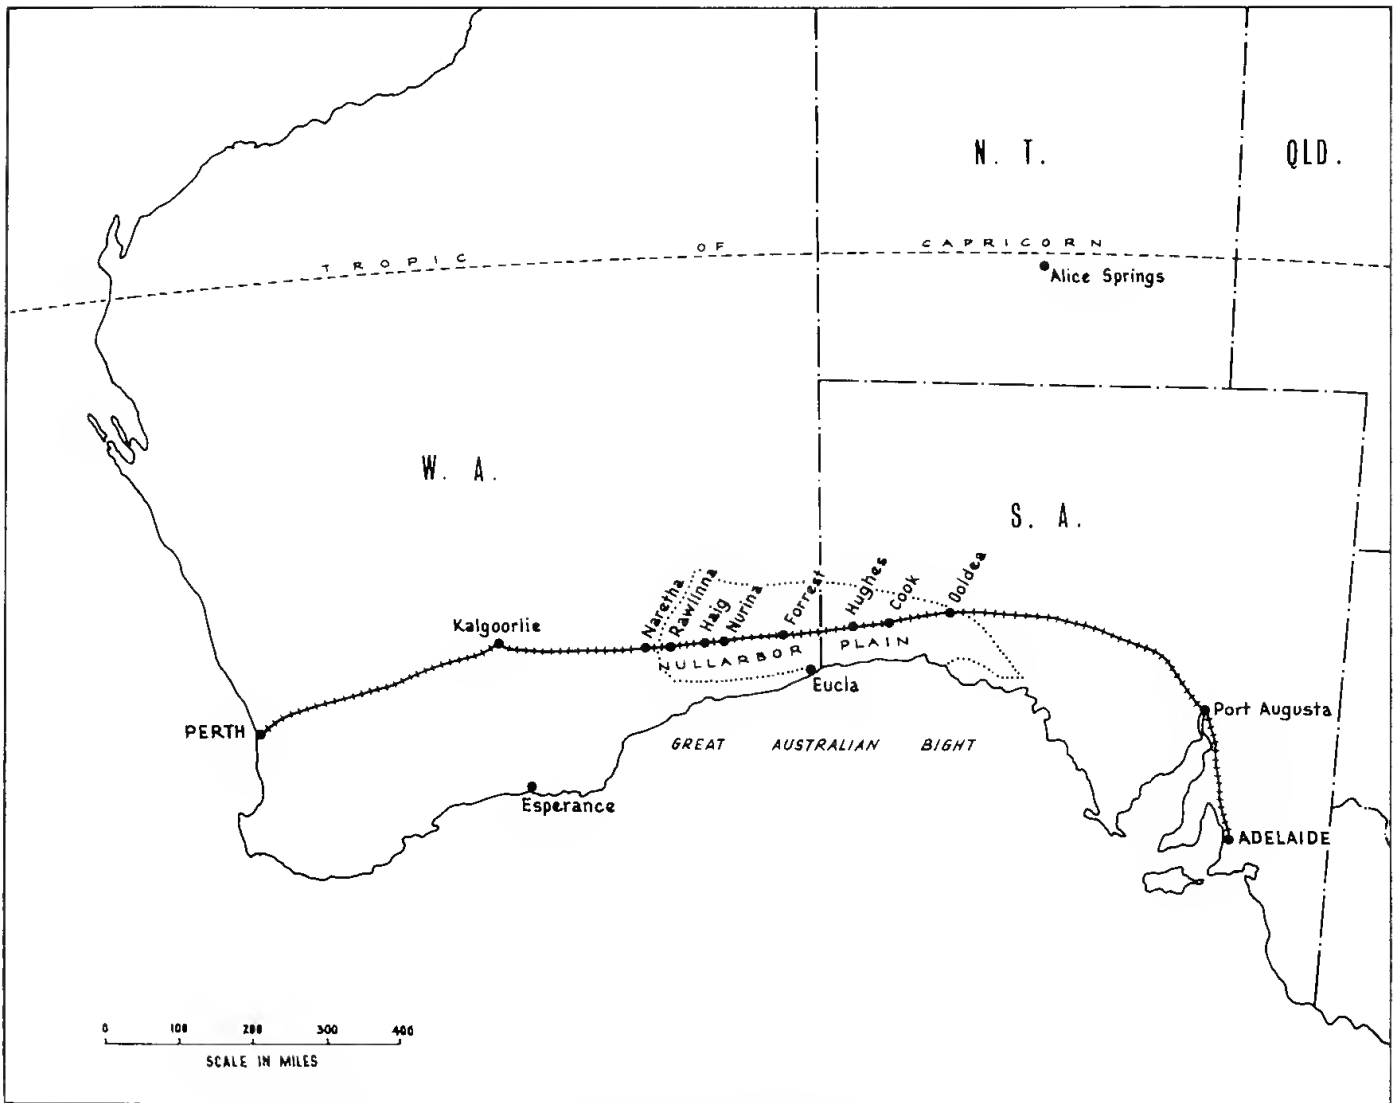 N. T.
QLD.
TROPIC OF CAPRICORN
Alice Springs
W. A.
S. A.
Naretha
Rawlinna
Haig
Nurina
Forrest
Hughes
Cook
Ooldea
Kalgoorlie
NULLARBOR PLAIN
Eucla
PERTH
Port Augusta
GREAT AUSTRALIAN BIGHT
Esperance
ADELAIDE
0 100 200 300 400
SCALE IN MILES